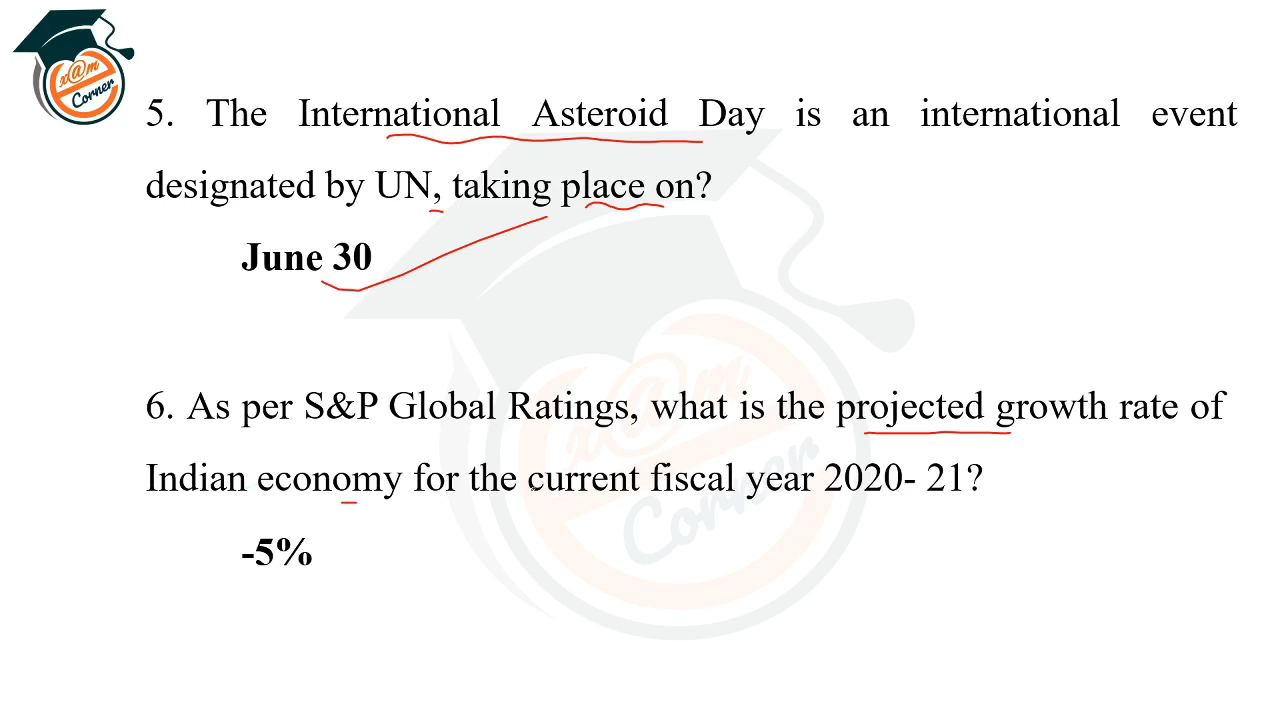 x@m
Corner
5. The International Asteroid Day is an international event
designated by UN, taking place on?
June 30
6. As per S&P Global Ratings, what is the projected growth rate of
Indian economy for the current fiscal year 2020- 21?
-5%
x@m
Corner